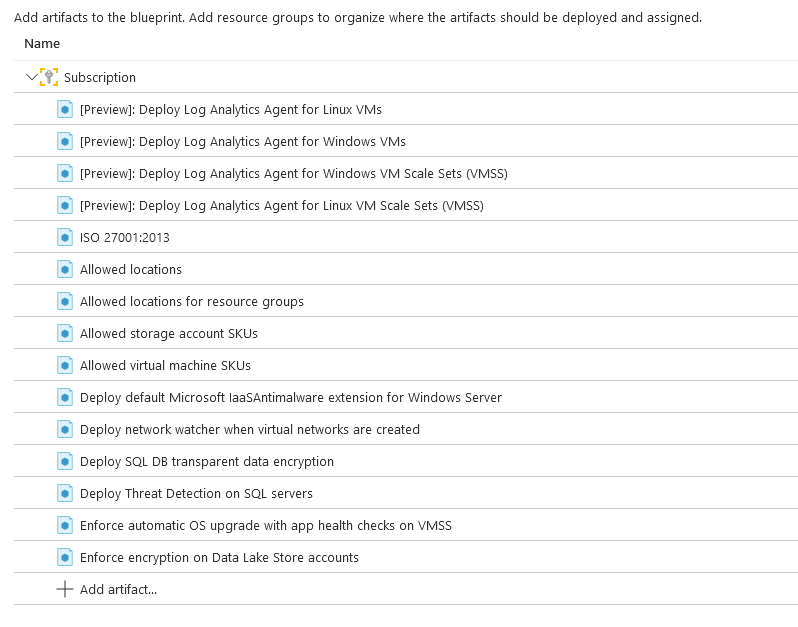 Add artifacts to the blueprint. Add resource groups to organize where the artifacts should be deployed and assigned.
Name
Subscription
[Preview]: Deploy Log Analytics Agent for Linux VMs
[Preview]: Deploy Log Analytics Agent for Windows VMs
[Preview]: Deploy Log Analytics Agent for Windows VM Scale Sets (VMSS)
[Preview]: Deploy Log Analytics Agent for Linux VM Scale Sets (VMSS)
ISO 27001:2013
Allowed locations
Allowed locations for resource groups
Allowed storage account SKUs
Allowed virtual machine SKUs
Deploy default Microsoft IaaSAntimalware extension for Windows Server
Deploy network watcher when virtual networks are created
Deploy SQL DB transparent data encryption
Deploy Threat Detection on SQL servers
Enforce automatic OS upgrade with app health checks on VMSS
Enforce encryption on Data Lake Store accounts
Add artifact...